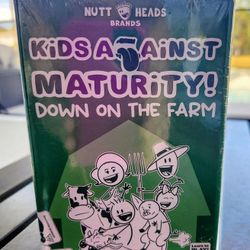 NUTT HEADS
BRANDS
KiDS AGAiNST
MATURiTY!
DOWN ON THE FARM